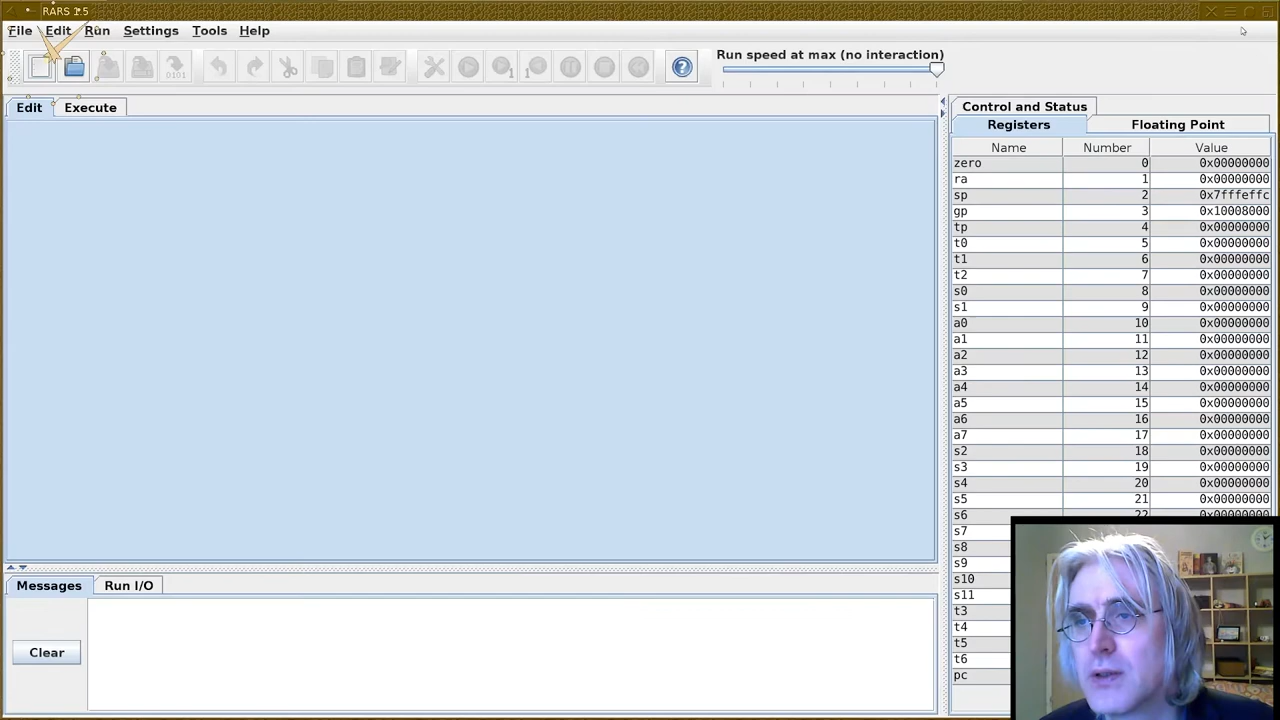 RARS 1.5
File Edit Run Settings Tools Help
Run speed at max (no interaction)
Edit Execute
Control and Status
Registers Floating Point
Name Number Value
zero 0 0x00000000
ra 1 0x00000000
sp 2 0x7fffeffc
gp 3 0x10008000
tp 4 0x00000000
t0 5 0x00000000
t1 6 0x00000000
t2 7 0x00000000
s0 8 0x00000000
s1 9 0x00000000
a0 10 0x00000000
a1 11 0x00000000
a2 12 0x00000000
a3 13 0x00000000
a4 14 0x00000000
a5 15 0x00000000
a6 16 0x00000000
a7 17 0x00000000
s2 18 0x00000000
s3 19 0x00000000
s4 20 0x00000000
s5 21 0x00000000
s6 22 0x00000000
s7
s8
s9
s10
s11
t3
t4
t5
t6
pc
Messages Run I/O
Clear